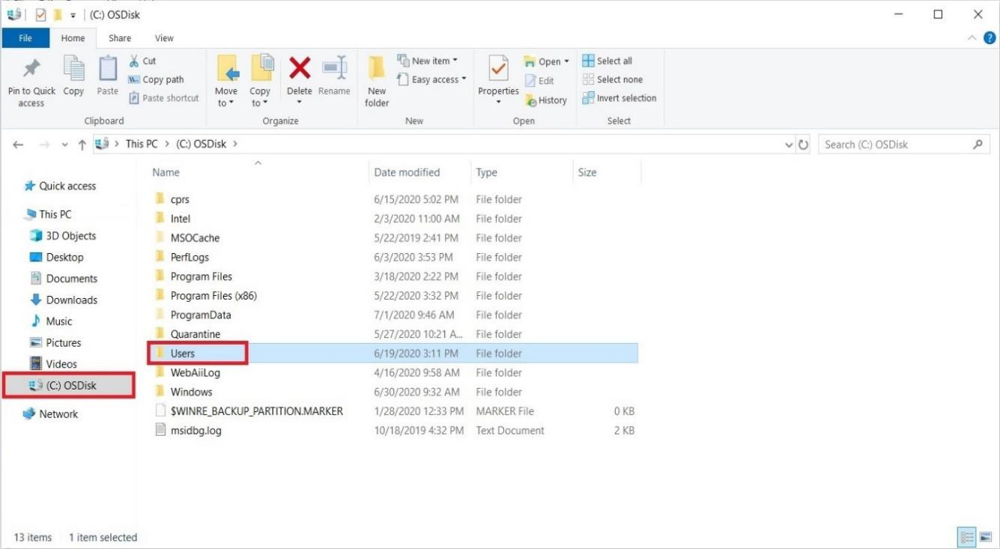 (C:) OSDisk
File Home Share View
Pin to Quick access
Copy
Paste
Cut
Copy path
Paste shortcut
Clipboard
Move to
Copy to
Delete
Rename
Organize
New folder
New item
Easy access
New
Properties
Open
Edit
History
Open
Select all
Select none
Invert selection
Select
This PC > (C:) OSDisk >
Search (C:) OSDisk
Quick access
This PC
3D Objects
Desktop
Documents
Downloads
Music
Pictures
Videos
(C:) OSDisk
Network
Name Date modified Type Size
cprs 6/15/2020 5:02 PM File folder
Intel 2/3/2020 11:00 AM File folder
MSOCache 5/22/2019 2:41 PM File folder
PerfLogs 6/3/2020 3:53 PM File folder
Program Files 3/18/2020 2:22 PM File folder
Program Files (x86) 5/22/2020 3:32 PM File folder
ProgramData 7/1/2020 9:46 AM File folder
Quarantine 5/27/2020 10:21 A... File folder
Users 6/19/2020 3:11 PM File folder
WebAiiLog 4/16/2020 9:58 AM File folder
Windows 6/30/2020 9:32 AM File folder
$WINRE_BACKUP_PARTITION.MARKER 1/28/2020 12:33 PM MARKER File 0 KB
msidbg.log 10/18/2019 4:32 PM Text Document 2 KB
13 items 1 item selected